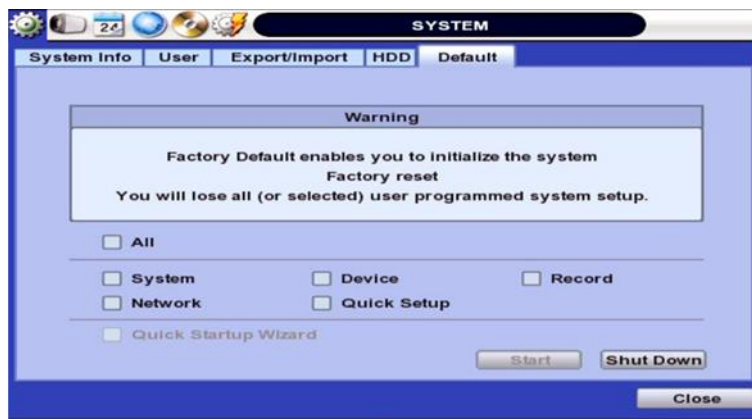 24
SYSTEM
System Info User Export/Import HDD Default
Warning
Factory Default enables you to initialize the system
Factory reset
You will lose all (or selected) user programmed system setup.
All
System Device Record
Network Quick Setup
Quick Startup Wizard
Start Shut Down
Close